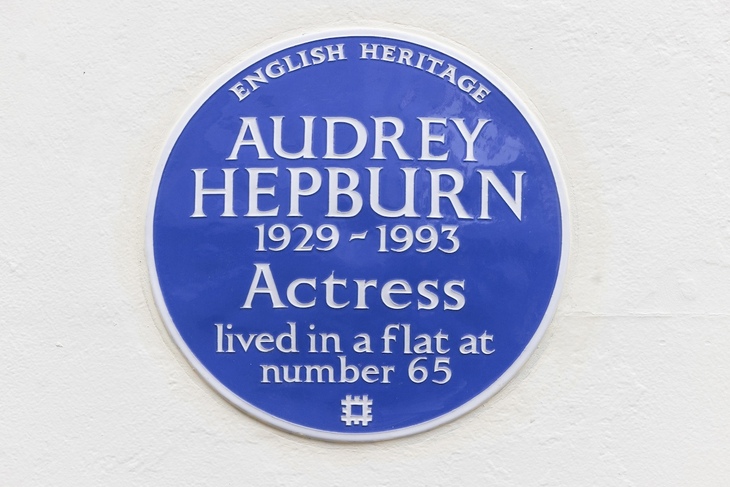 ENGLISH HERITAGE
AUDREY
HEPBURN
1929 - 1993
Actress
lived in a flat at
number 65